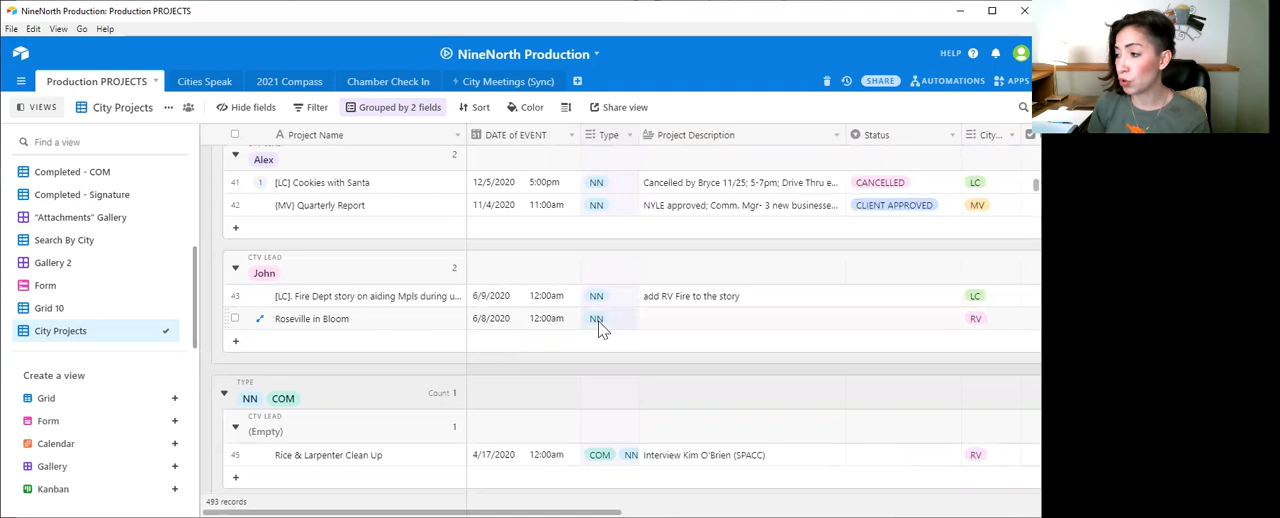 NineNorth Production: Production PROJECTS
File Edit View Go Help
NineNorth Production
HELP
Production PROJECTS Cities Speak 2021 Compass Chamber Check In City Meetings (Sync)
SHARE AUTOMATIONS APPS
VIEWS City Projects Hide fields Filter Grouped by 2 fields Sort Color Share view
Find a view
Completed - COM
Completed - Signature
"Attachments" Gallery
Search By City
Gallery 2
Form
Grid 10
City Projects
Create a view
Grid
Form
Calendar
Gallery
Kanban
Project Name DATE of EVENT Type Project Description Status City...
Alex 2
41 1 [LC] Cookies with Santa 12/5/2020 5:00pm NN Cancelled by Bryce 11/25; 5-7pm; Drive Thru e... CANCELLED LC
42 (MV) Quarterly Report 11/4/2020 11:00am NN NYLE approved; Comm. Mgr- 3 new businesse... CLIENT APPROVED MV
CTV LEAD
John 2
43 [LC]. Fire Dept story on aiding Mpls during u... 6/9/2020 12:00am NN add RV Fire to the story LC
Roseville in Bloom 6/8/2020 12:00am NN RV
TYPE
NN COM Count 1
CTV LEAD
(Empty) 1
45 Rice & Larpenter Clean Up 4/17/2020 12:00am COM NN Interview Kim O'Brien (SPACC) RV
493 records